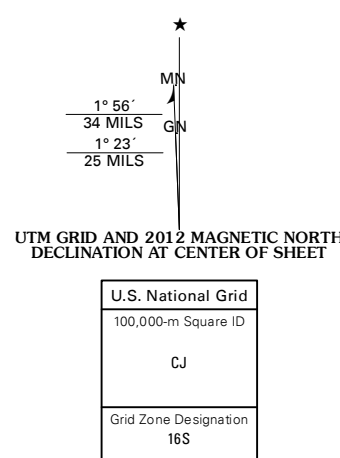 ★
MN
1° 56´
34 MILS
GN
1° 23´
25 MILS
UTM GRID AND 2012 MAGNETIC NORTH
DECLINATION AT CENTER OF SHEET
U.S. National Grid
100,000-m Square ID
CJ
Grid Zone Designation
16S